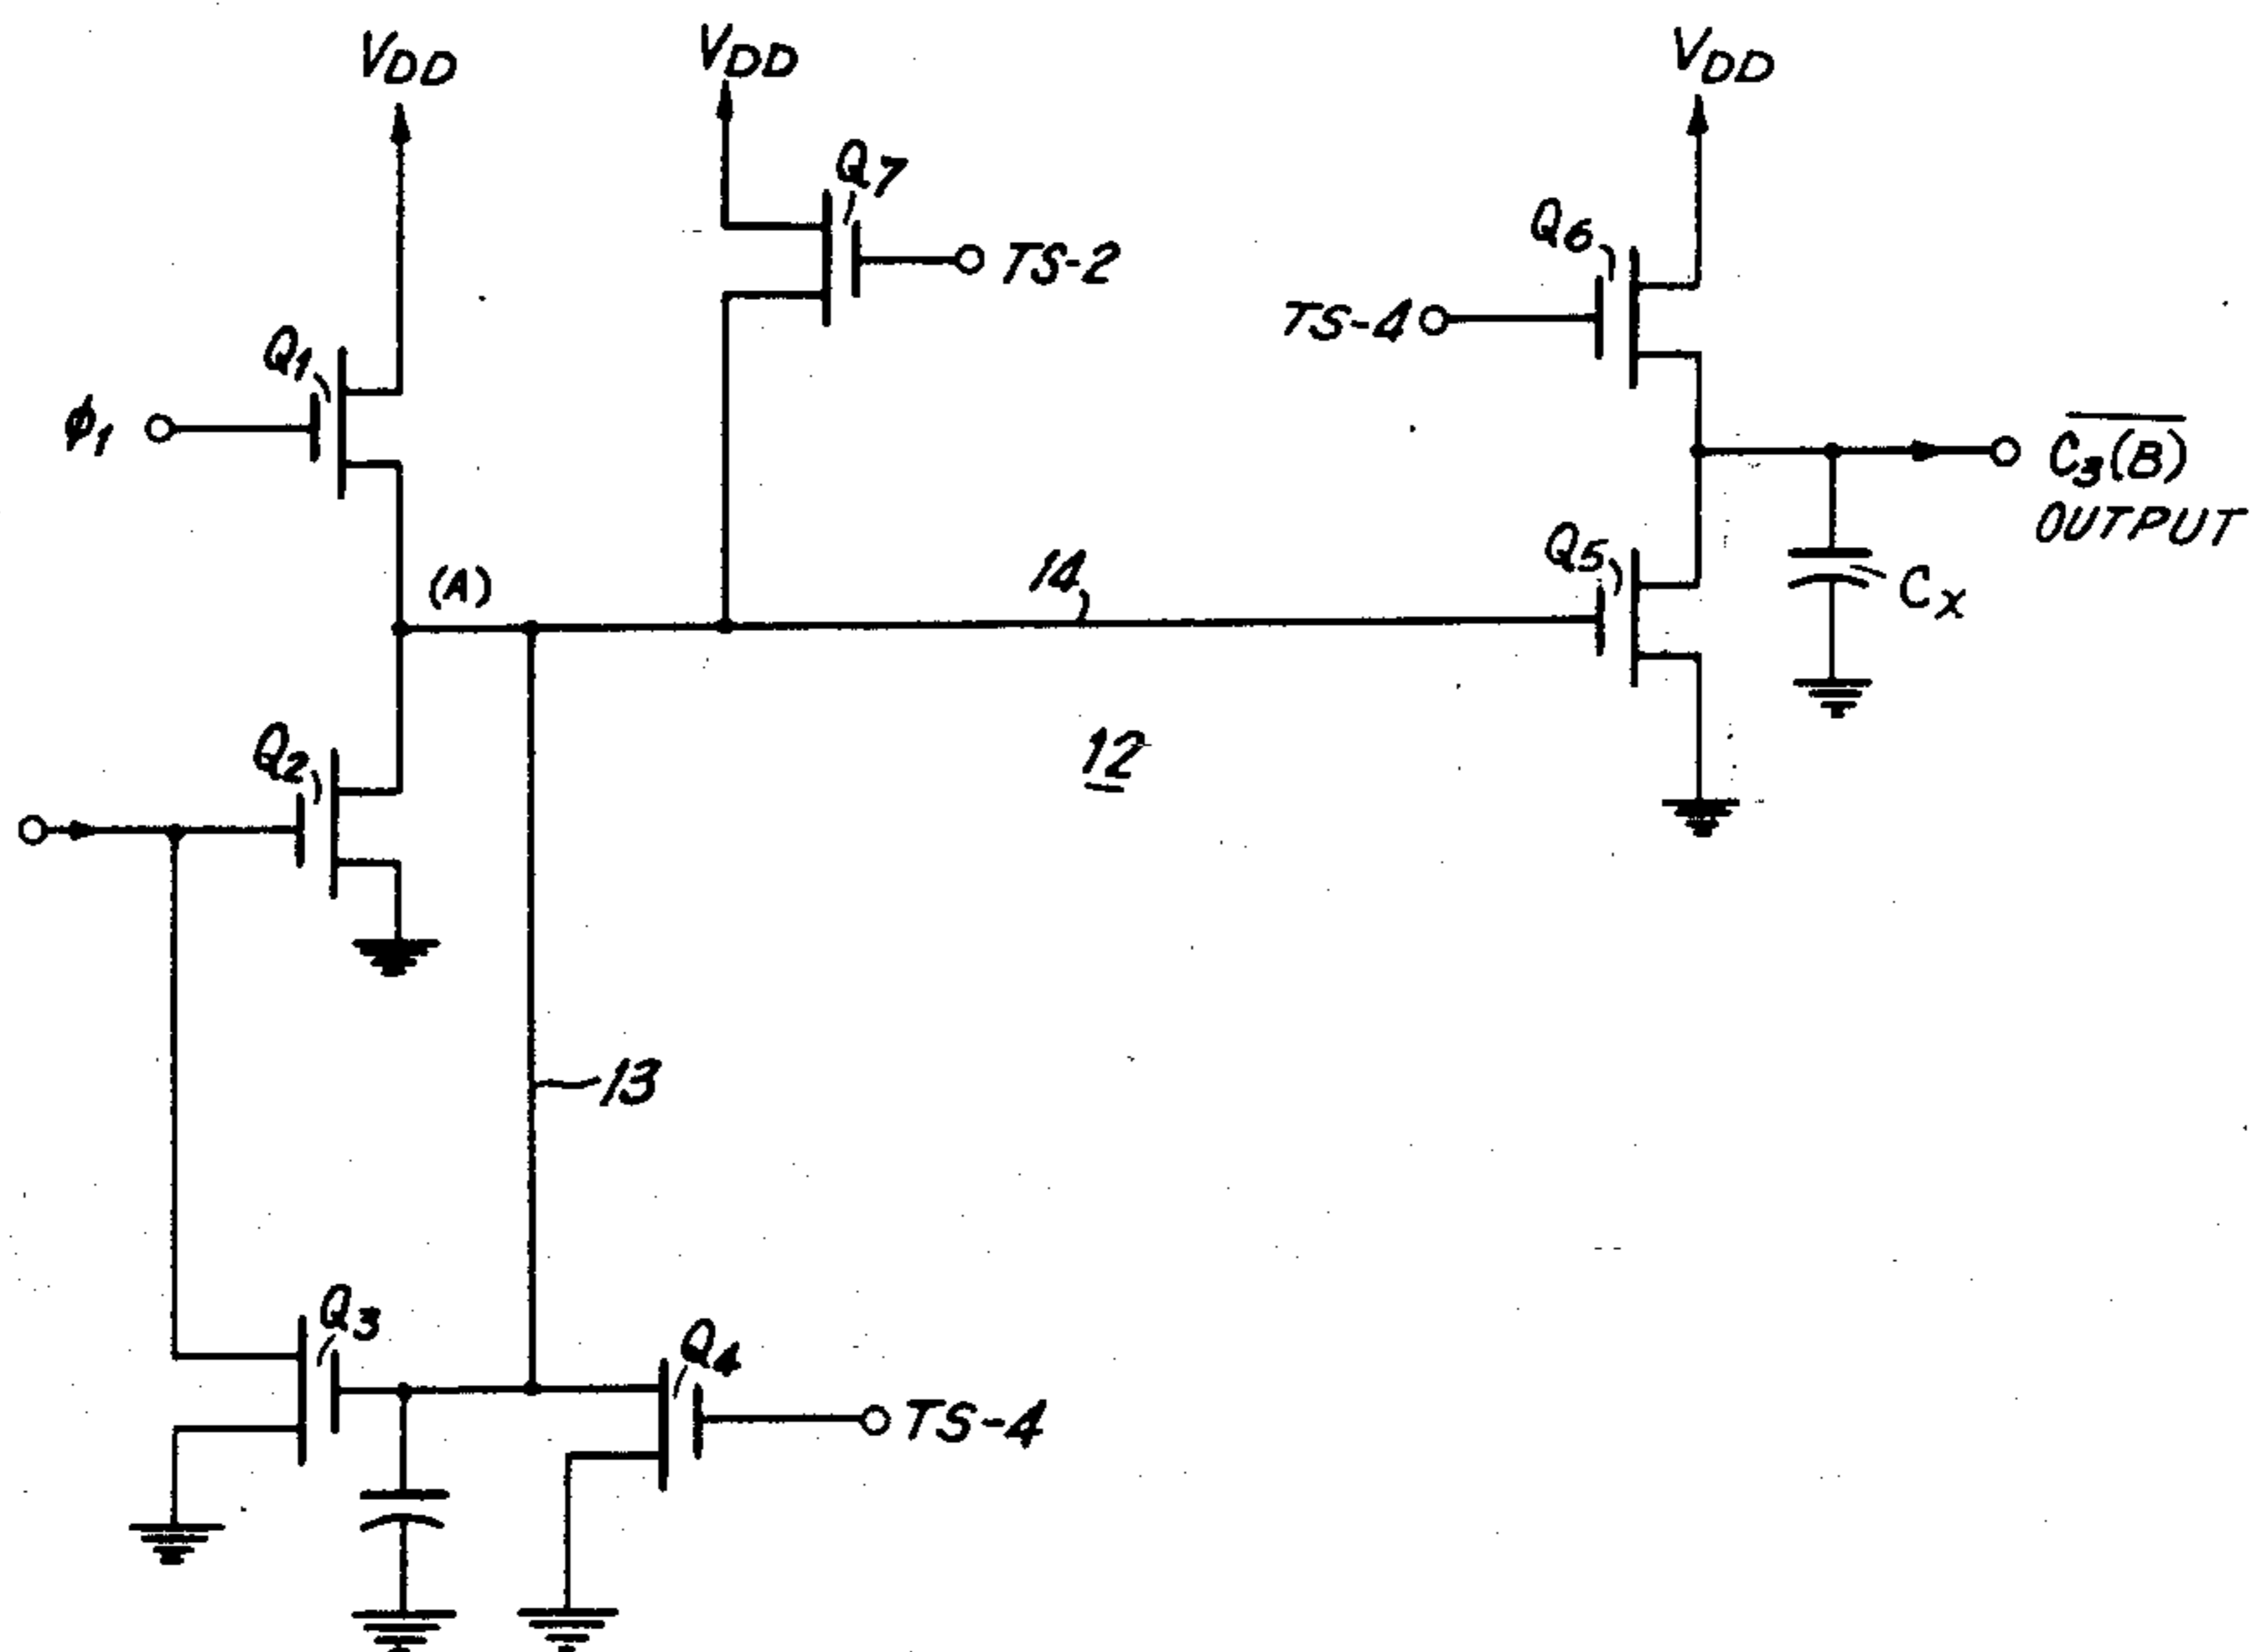 VDD
VDD
VDD
Q7
TS-2
Q6
TS-4
Q1
ϕ1
C3(B)
OUTPUT
Q5
CX
(A)
14
Q2
12
13
Q3
Q4
TS-4